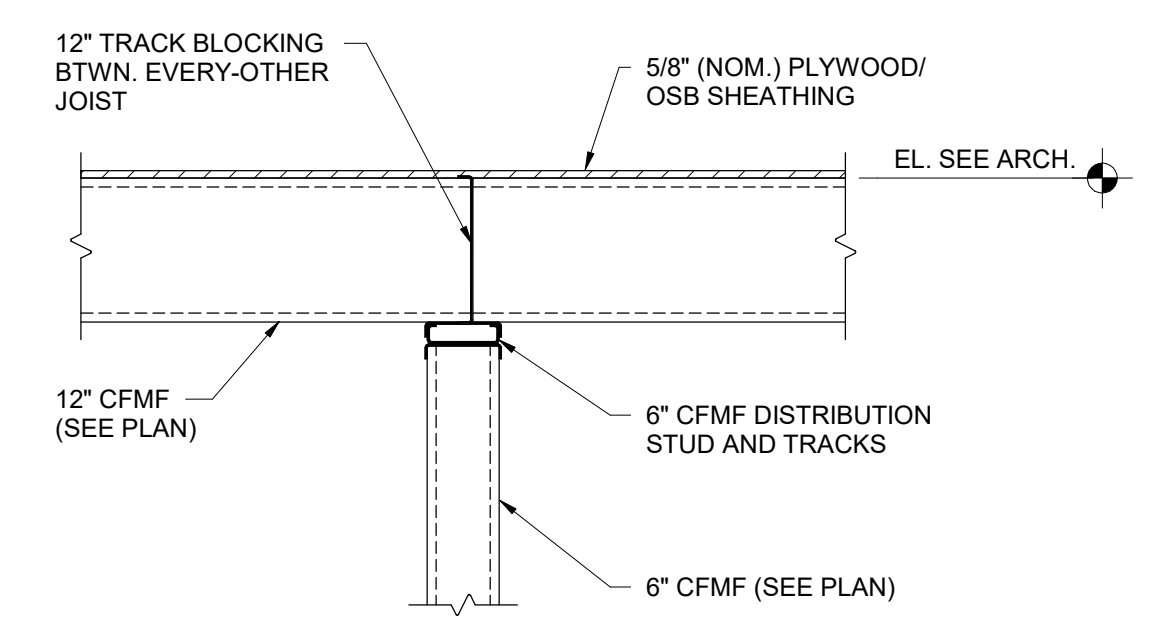 12" TRACK BLOCKING
BTWN. EVERY-OTHER
JOIST
5/8" (NOM.) PLYWOOD/
OSB SHEATHING
EL. SEE ARCH.
12" CFMF
(SEE PLAN)
6" CFMF DISTRIBUTION
STUD AND TRACKS
6" CFMF (SEE PLAN)